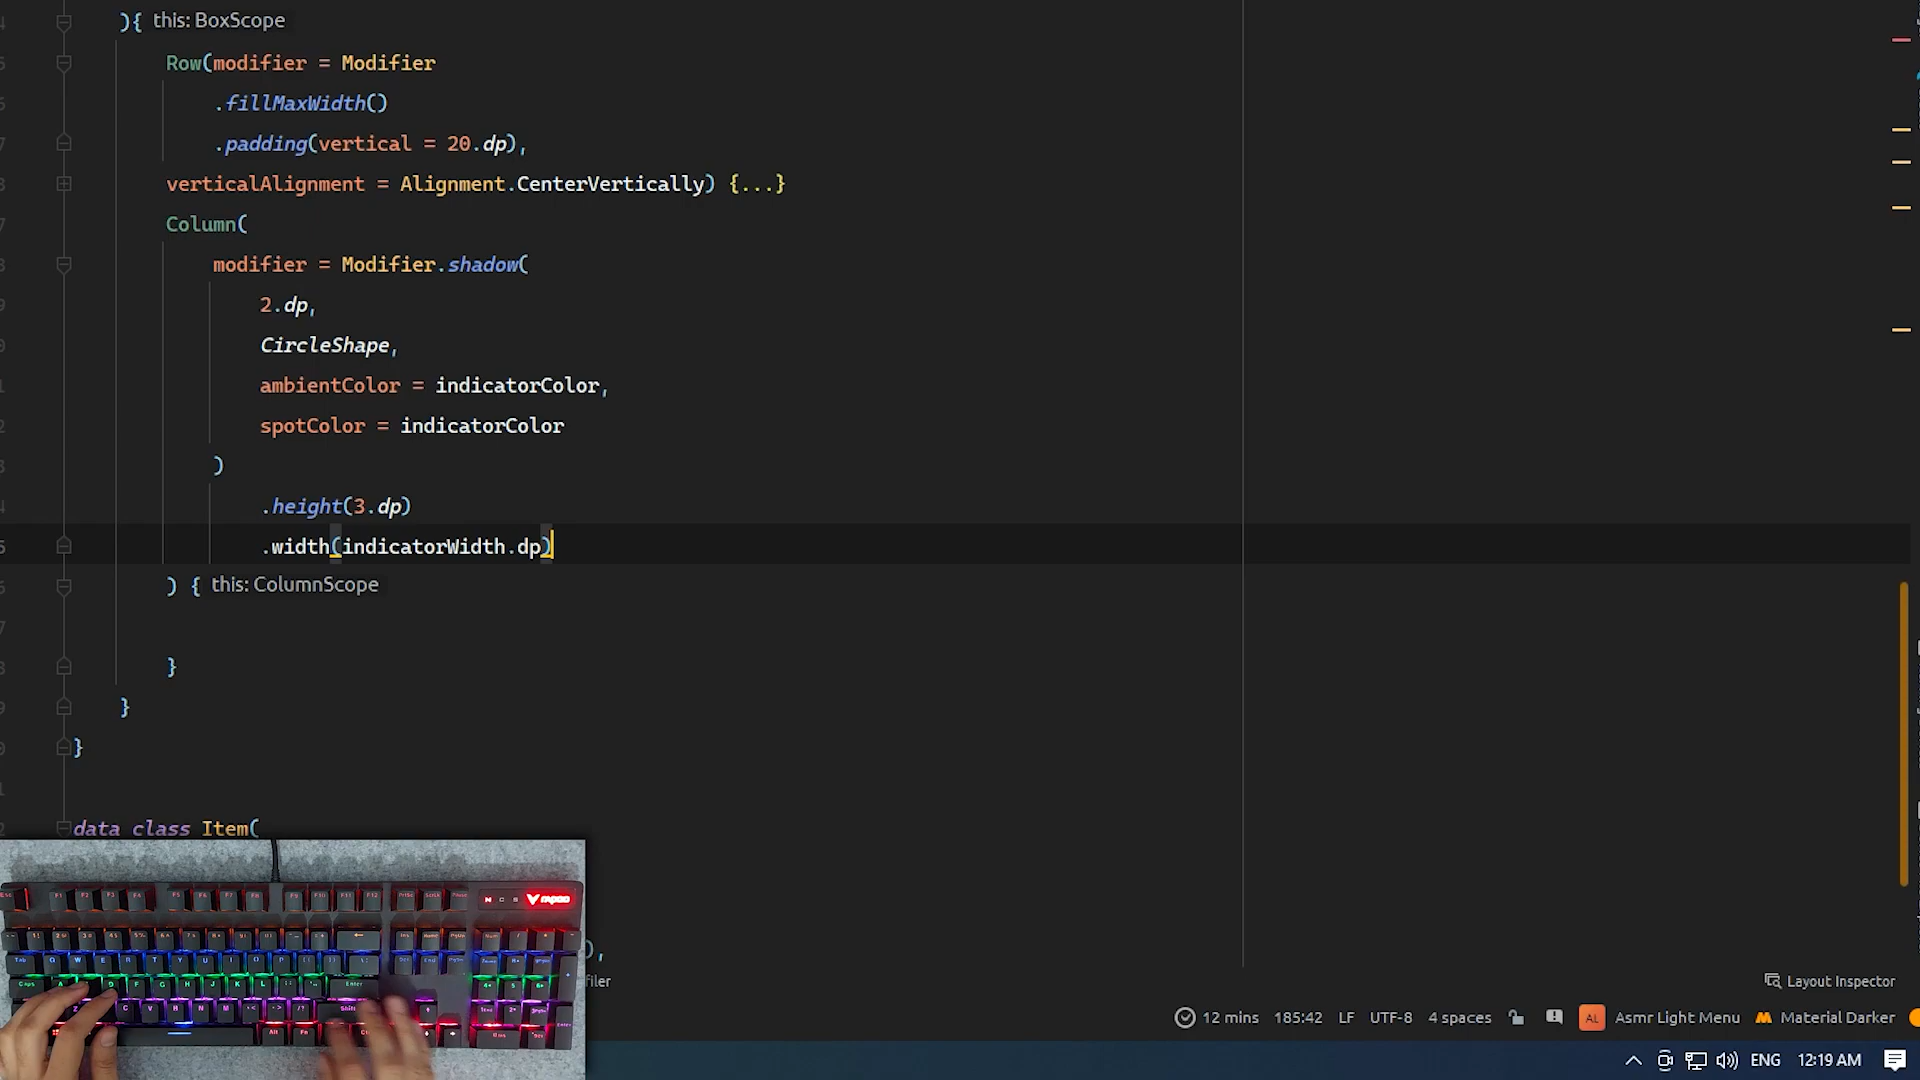 ){ this: BoxScope
Row(modifier = Modifier
.fillMaxWidth()
.padding(vertical = 20.dp),
verticalAlignment = Alignment.CenterVertically) {...}
Column(
modifier = Modifier.shadow(
2.dp,
CircleShape,
ambientColor = indicatorColor,
spotColor = indicatorColor
)
.height(3.dp)
.width(indicatorWidth.dp)
) { this: ColumnScope
}
}
}
data class Item(
),
filer
Layout Inspector
12 mins 185:42 LF UTF-8 4 spaces AL Asmr Light Menu Material Darker
ENG 12:19 AM